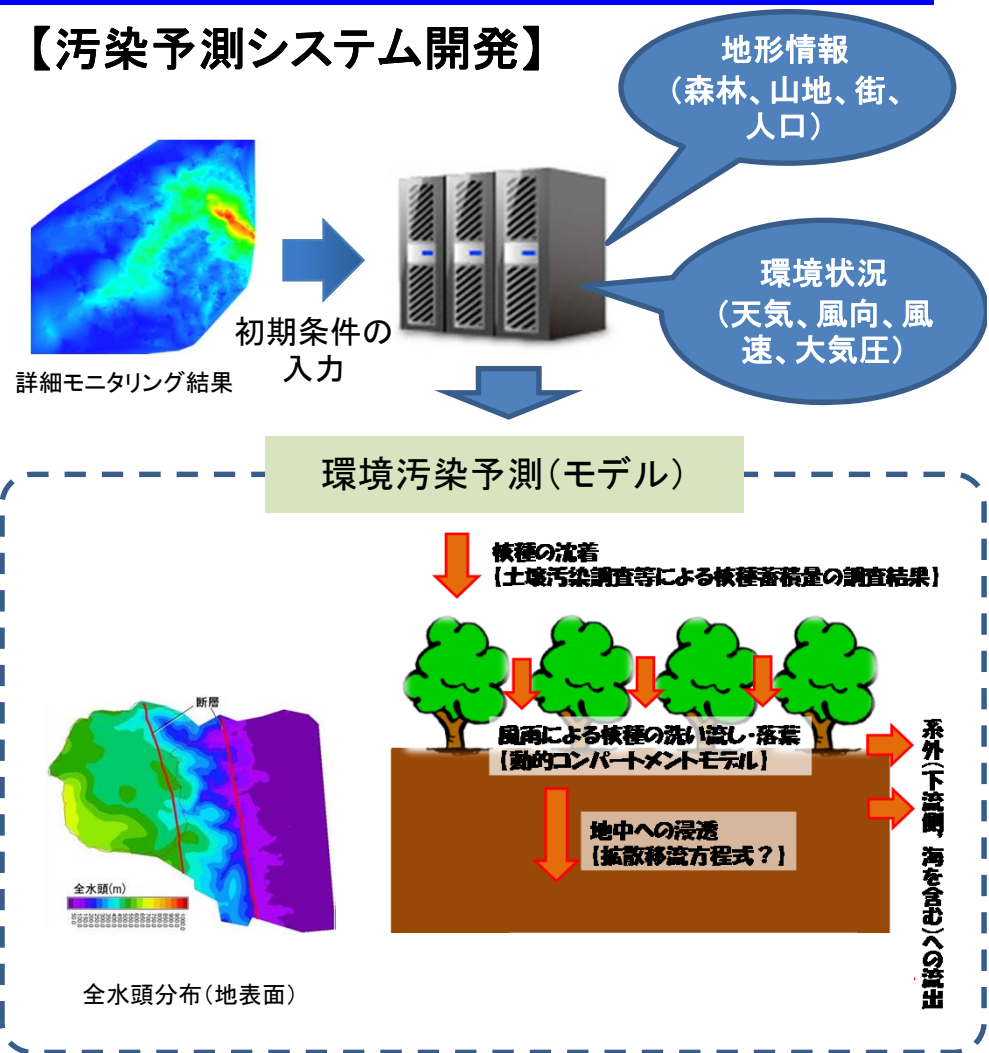 【汚染予測システム開発】
地形情報
（森林、山地、街、
人口）
環境状況
（天気、風向、風
速、大気圧）
初期条件の
入力
詳細モニタリング結果
環境汚染予測（モデル）
核種の沈着
【土壌汚染調査等による核種蓄積量の調査結果】
風雨による核種の洗い流し・落葉
【動的コンパートメントモデル】
地中への浸透
【拡散移流方程式？】
系外（下流側、海を含む）への流出
断層
全水頭(m)
全水頭分布（地表面）